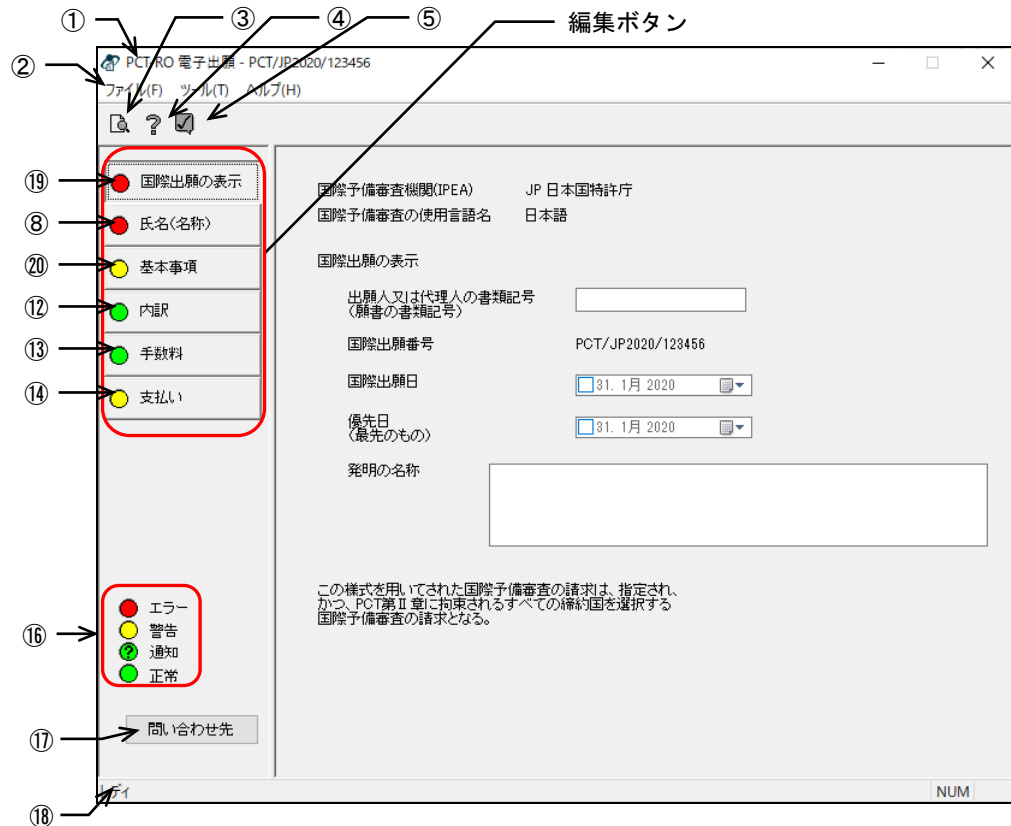 ① ③ ④ ⑤ 編集ボタン
②
PCT-RO 電子出願 - PCT/JP2020/123456
ファイル(F) ツール(T) ヘルプ(H)
⑲ 国際出願の表示
⑧ 氏名(名称)
⑳ 基本事項
⑫ 内訳
⑬ 手数料
⑭ 支払い
国際予備審査機関(IPEA) JP 日本国特許庁
国際予備審査の使用言語名 日本語
国際出願の表示
出願人又は代理人の書類記号
(願書の書類記号)
国際出願番号 PCT/JP2020/123456
国際出願日 31. 1月 2020
優先日
(最先のもの) 31. 1月 2020
発明の名称
この様式を用いてされた国際予備審査の請求は、指定され、
かつ、PCT第Ⅱ章に拘束されるすべての締約国を選択する
国際予備審査の請求となる。
⑯
エラー
警告
? 通知
正常
⑰ 問い合わせ先
レディ NUM
⑱